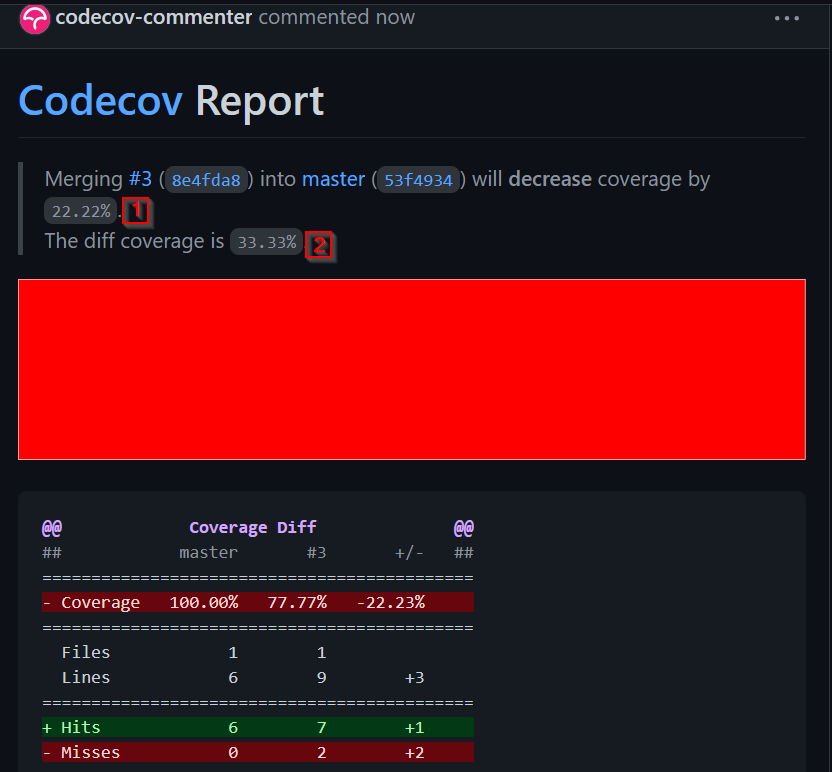 codecov-commenter commented now
Codecov Report
Merging #3 (8e4fda8) into master (53f4934) will decrease coverage by
22.22%. 1
The diff coverage is 33.33%. 2
@@ Coverage Diff @@
## master #3 +/- ##
============================================
- Coverage 100.00% 77.77% -22.23%
============================================
Files 1 1
Lines 6 9 +3
============================================
+ Hits 6 7 +1
- Misses 0 2 +2